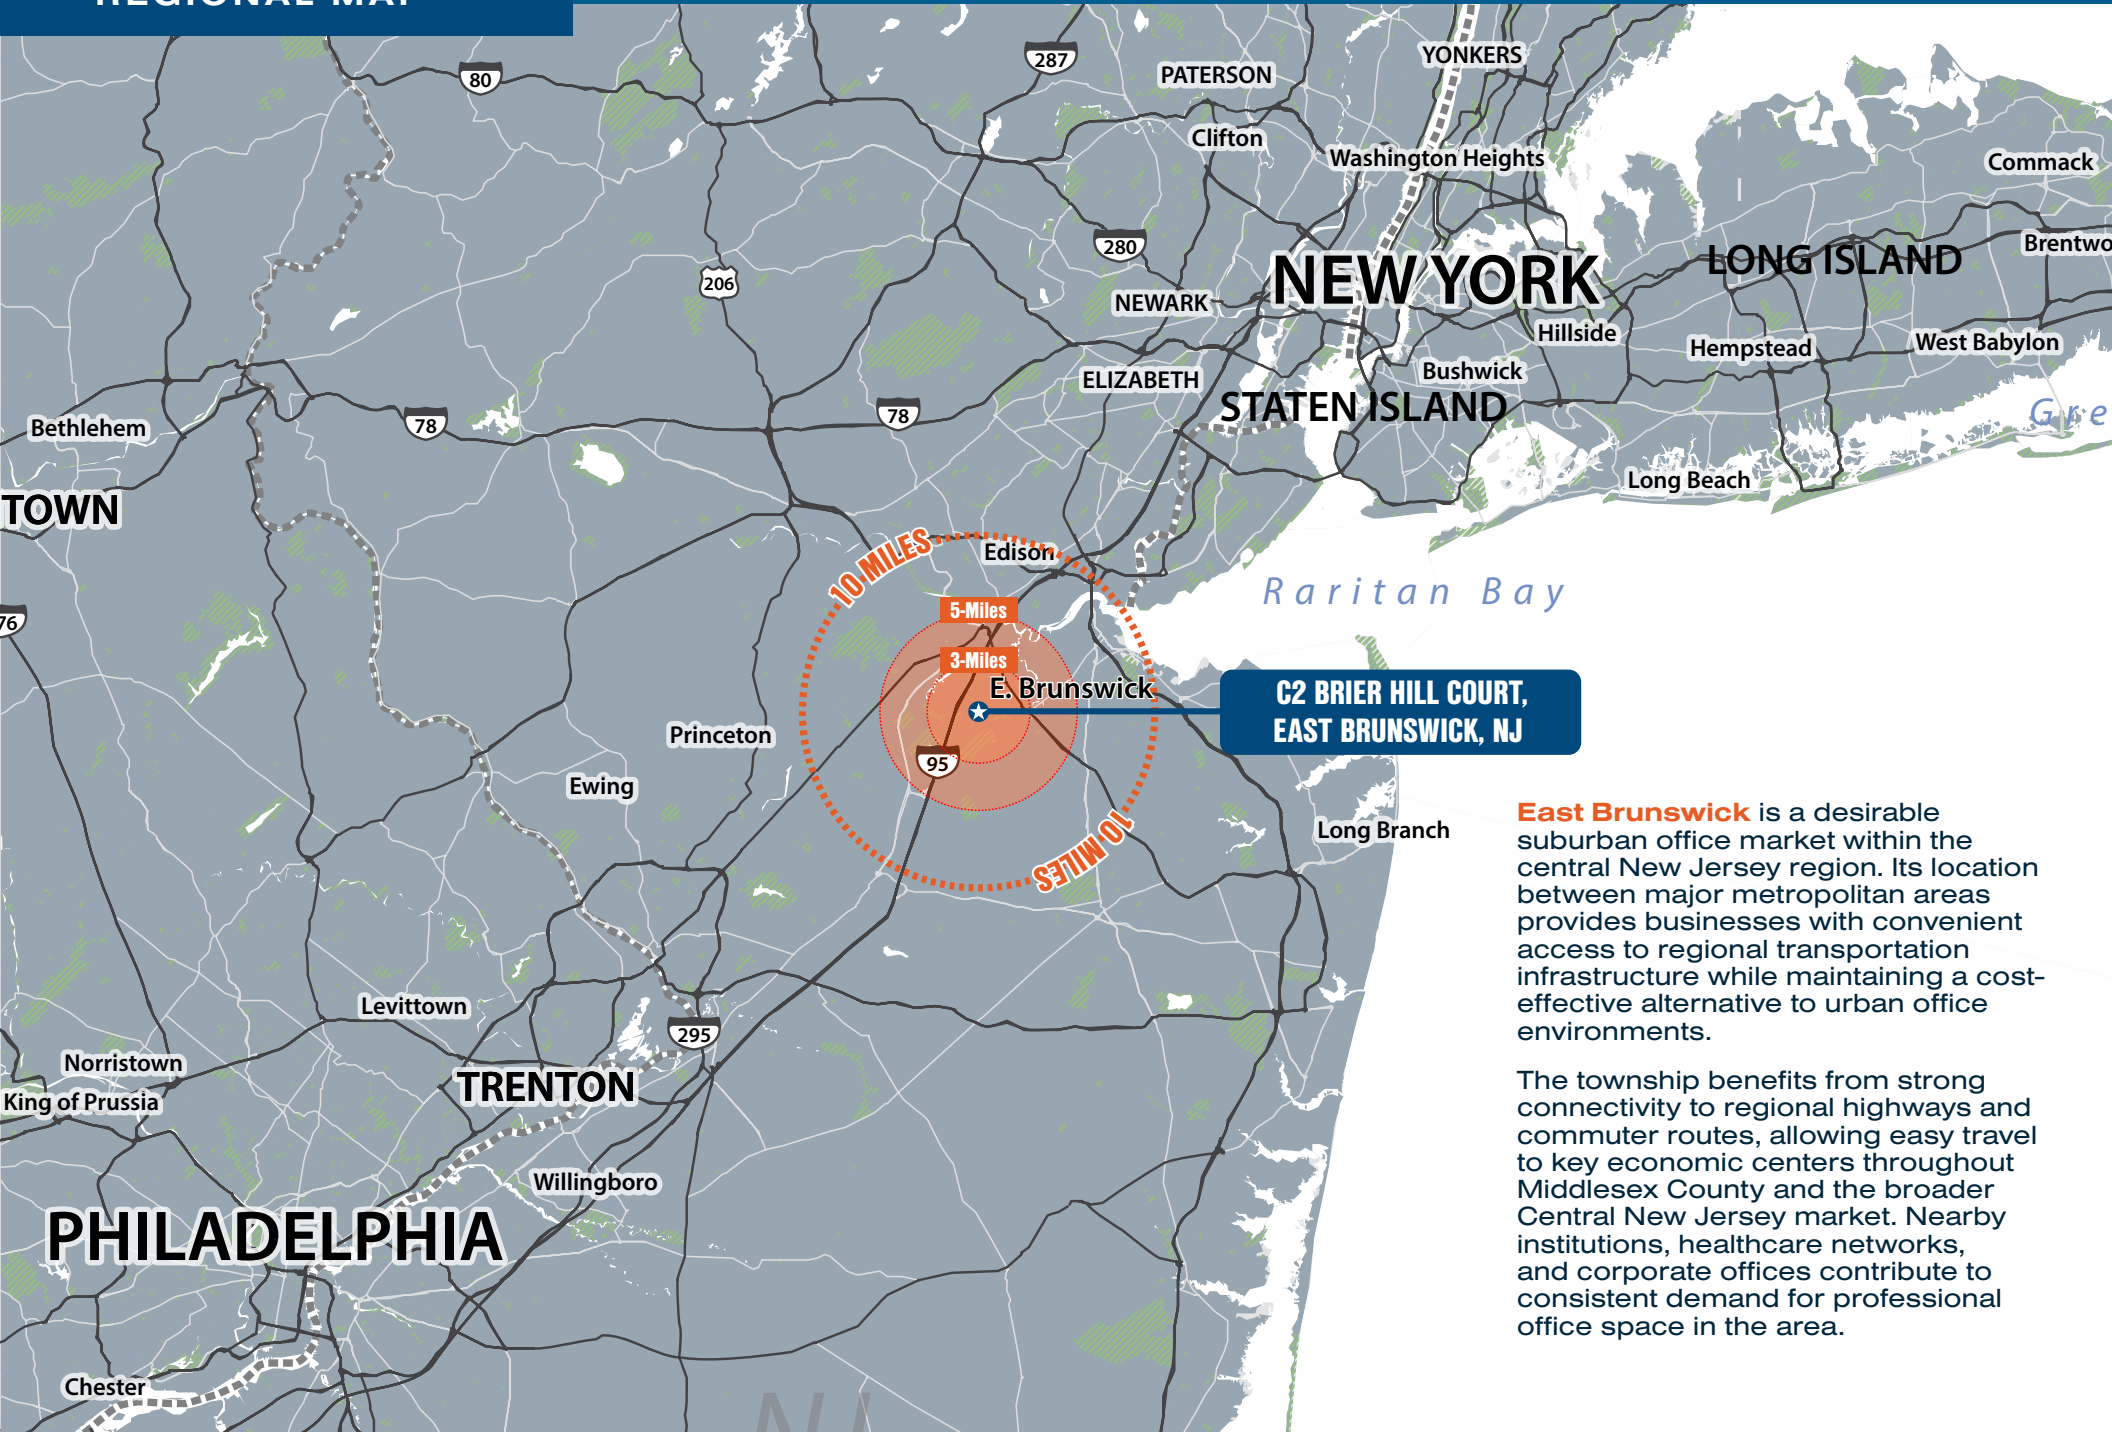 REGIONAL MAP
80
287
PATERSON
YONKERS
Clifton
Washington Heights
Commack
280
206
NEWARK
NEW YORK
LONG ISLAND
Brentwo
Hillside
Hempstead
West Babylon
ELIZABETH
Bushwick
STATEN ISLAND
Gre
Bethlehem
78
78
Long Beach
TOWN
10 MILES
Edison
Raritan Bay
76
5-Miles
3-Miles
E. Brunswick
C2 BRIER HILL COURT,
EAST BRUNSWICK, NJ
Princeton
95
Ewing
10 MILES
Long Branch
East Brunswick is a desirable
suburban office market within the
central New Jersey region. Its location
between major metropolitan areas
provides businesses with convenient
access to regional transportation
infrastructure while maintaining a cost-
effective alternative to urban office
environments.
The township benefits from strong
connectivity to regional highways and
commuter routes, allowing easy travel
to key economic centers throughout
Middlesex County and the broader
Central New Jersey market. Nearby
institutions, healthcare networks,
and corporate offices contribute to
consistent demand for professional
office space in the area.
Levittown
295
Norristown
TRENTON
King of Prussia
Willingboro
PHILADELPHIA
Chester
NJ